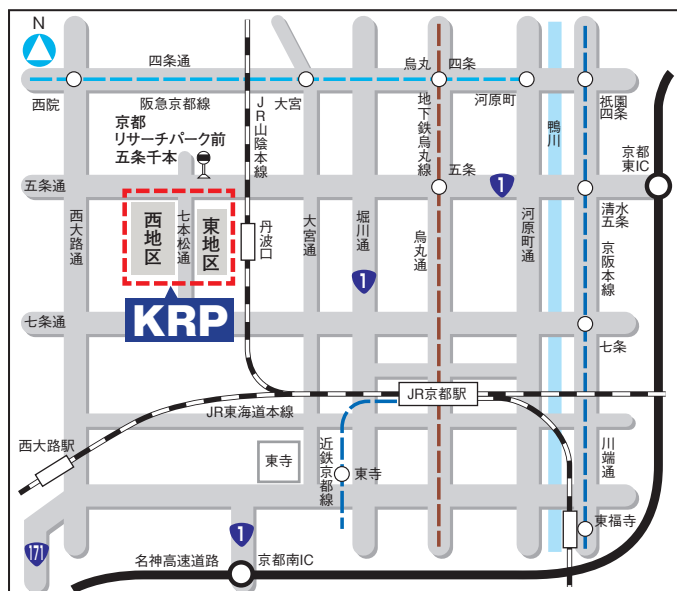 N
四条通
烏丸
四条
西院
阪急京都線
JR山陰本線
大宮
地下鉄烏丸線
河原町
鴨川
祇園
四条
京都
リサーチパーク前
五条千本
京都
東IC
五条通
五条
1
西大路通
西地区
七本松通
東地区
丹波口
大宮通
堀川通
烏丸通
河原町通
清水
五条
京阪本線
1
KRP
七条通
七条
JR京都駅
JR東海道本線
西大路駅
東寺
近鉄京都線
東寺
川端通
東福寺
1
171
名神高速道路
京都南IC